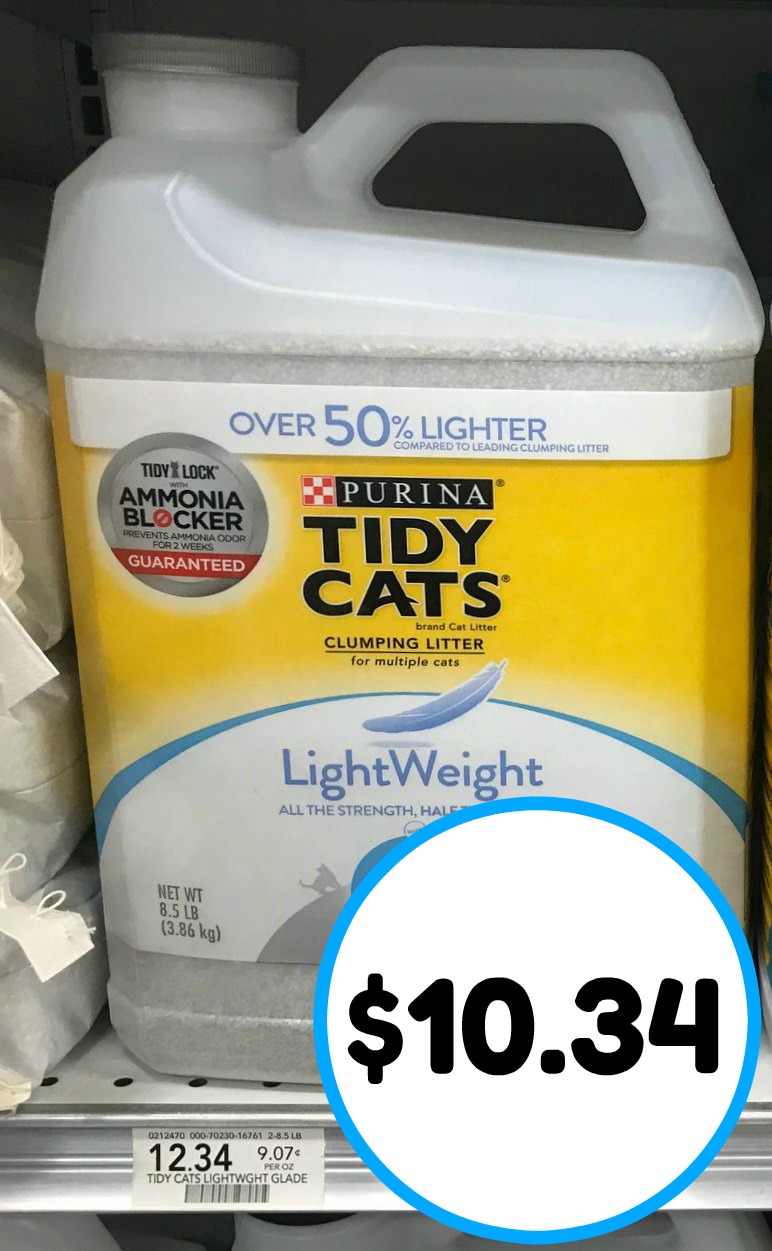 OVER 50% LIGHTER
COMPARED TO LEADING CLUMPING LITTER
TIDY LOCK®
WITH
AMMONIA
BLOCKER
PREVENTS AMMONIA ODOR
FOR 2 WEEKS
GUARANTEED
PURINA®
TIDY
CATS®
brand Cat Litter
CLUMPING LITTER
for multiple cats
LightWeight
ALL THE STRENGTH, HALF
NET WT
8.5 LB
(3.86 kg)
$10.34
0212470 000-70230-16761 2-8.5 LB
12.34 9.07¢
PER OZ
TIDY CATS LIGHTWGHT GLADE